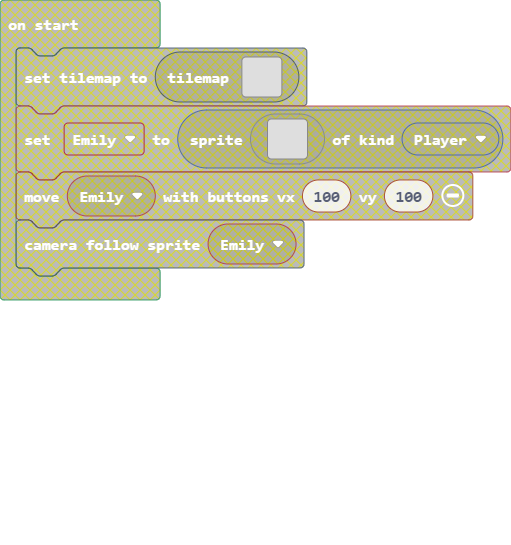 on start
set tilemap to tilemap
set Emily to sprite of kind Player
move Emily with buttons vx 100 vy 100
camera follow sprite Emily